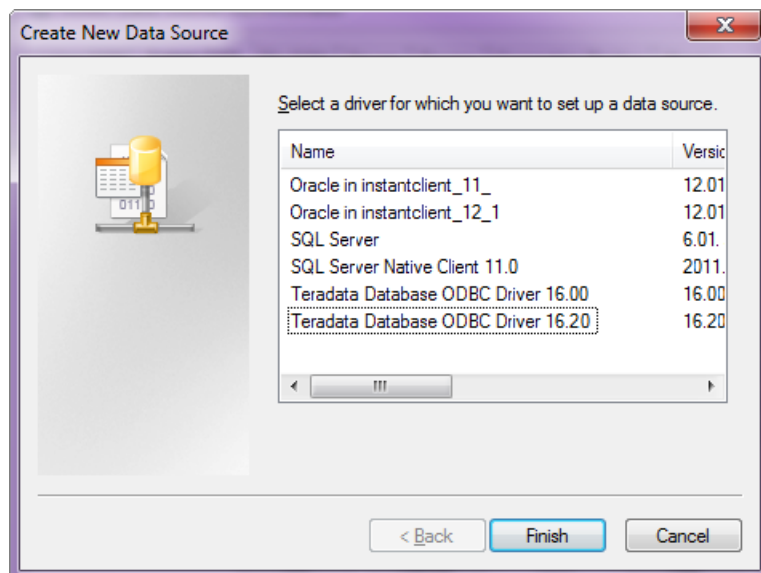 Create New Data Source
Select a driver for which you want to set up a data source.
Name Versic
Oracle in instantclient_11_ 12.01
Oracle in instantclient_12_1 12.01
SQL Server 6.01.
SQL Server Native Client 11.0 2011.
Teradata Database ODBC Driver 16.00 16.00
Teradata Database ODBC Driver 16.20 16.20
< Back Finish Cancel